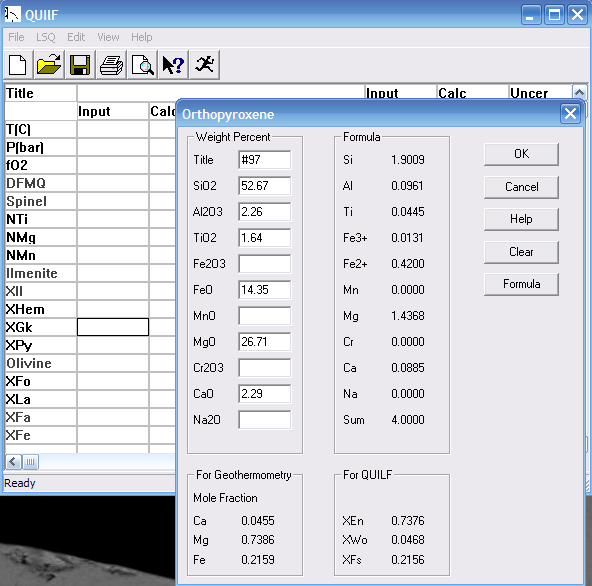 QUIIF
File LSQ Edit View Help
Title Input Calc Uncer
Input Calc
T(C)
P(bar)
fO2
DFMQ
Spinel
NTi
NMg
NMn
Ilmenite
XIl
XHem
XGk
XPy
Olivine
XFo
XLa
XFa
XFe
Ready
Orthopyroxene
Weight Percent
Title #97
SiO2 52.67
Al2O3 2.26
TiO2 1.64
Fe2O3
FeO 14.35
MnO
MgO 26.71
Cr2O3
CaO 2.29
Na2O
Formula
Si 1.9009
Al 0.0961
Ti 0.0445
Fe3+ 0.0131
Fe2+ 0.4200
Mn 0.0000
Mg 1.4368
Cr 0.0000
Ca 0.0885
Na 0.0000
Sum 4.0000
OK
Cancel
Help
Clear
Formula
For Geothermometry
Mole Fraction
Ca 0.0455
Mg 0.7386
Fe 0.2159
For QUILF
XEn 0.7376
XWo 0.0468
XFs 0.2156